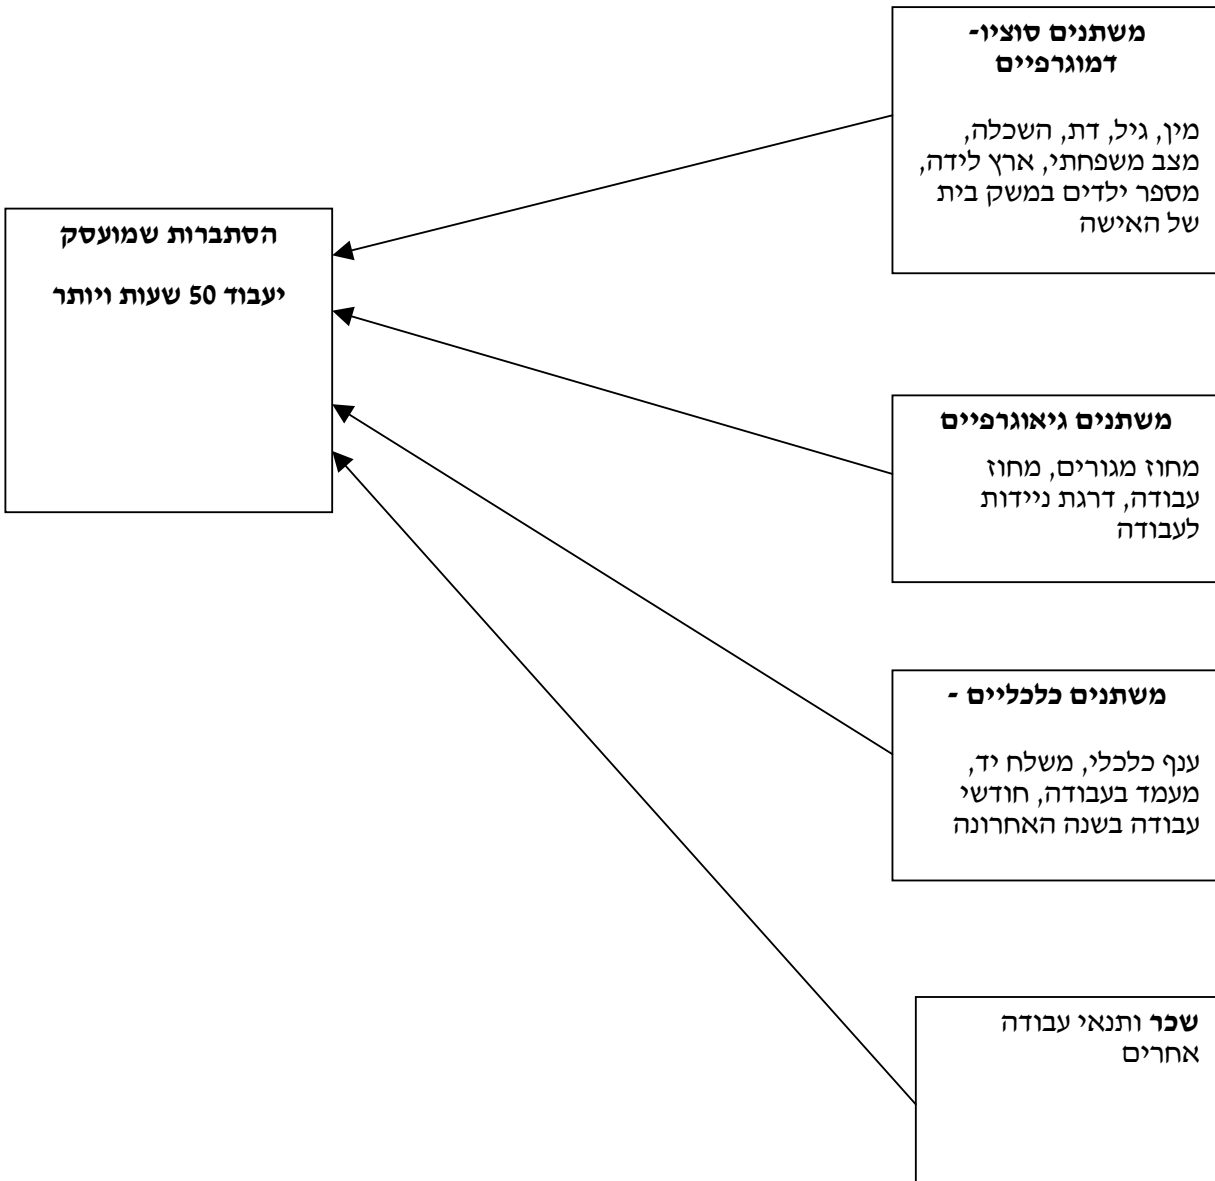 משתנים סוציו-
דמוגרפיים
מין, גיל, דת, השכלה,
מצב משפחתי, ארץ לידה,
מספר ילדים במשק בית
של האישה
הסתברות שמועסק
יעבוד 50 שעות ויותר
משתנים גיאוגרפיים
מחוז מגורים, מחוז
עבודה, דרגת ניידות
לעבודה
משתנים כלכליים -
ענף כלכלי, משלח יד,
מעמד בעבודה, חודשי
עבודה בשנה האחרונה
שכר ותנאי עבודה
אחרים